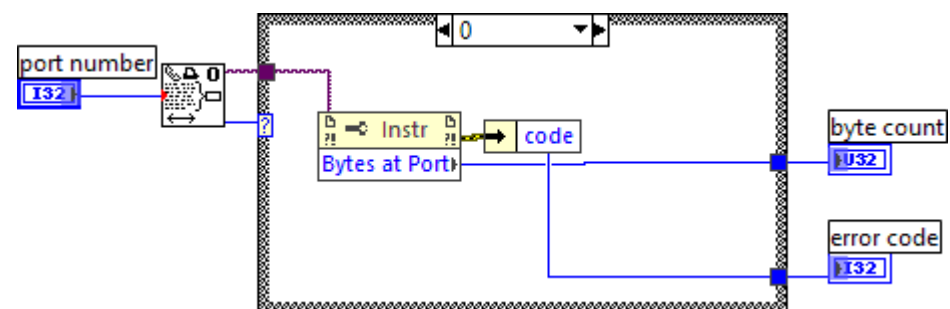 0
port number
I32
0
?
Instr
?!
?!
code
Bytes at Port
byte count
U32
error code
I32